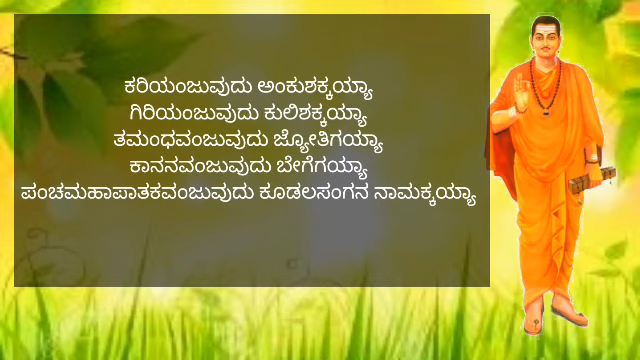 ಕರಿಯಂಜುವುದು ಅಂಕುಶಕ್ಕಯ್ಯಾ
ಗಿರಿಯಂಜುವುದು ಕುಲಿಶಕ್ಕಯ್ಯಾ
ತಮಂಧವಂಜುವುದು ಜ್ಯೋತಿಗಯ್ಯಾ
ಕಾನನವಂಜುವುದು ಬೇಗೆಗಯ್ಯಾ
ಪಂಚಮಹಾಪಾತಕವಂಜುವುದು ಕೂಡಲಸಂಗನ ನಾಮಕ್ಕಯ್ಯಾ